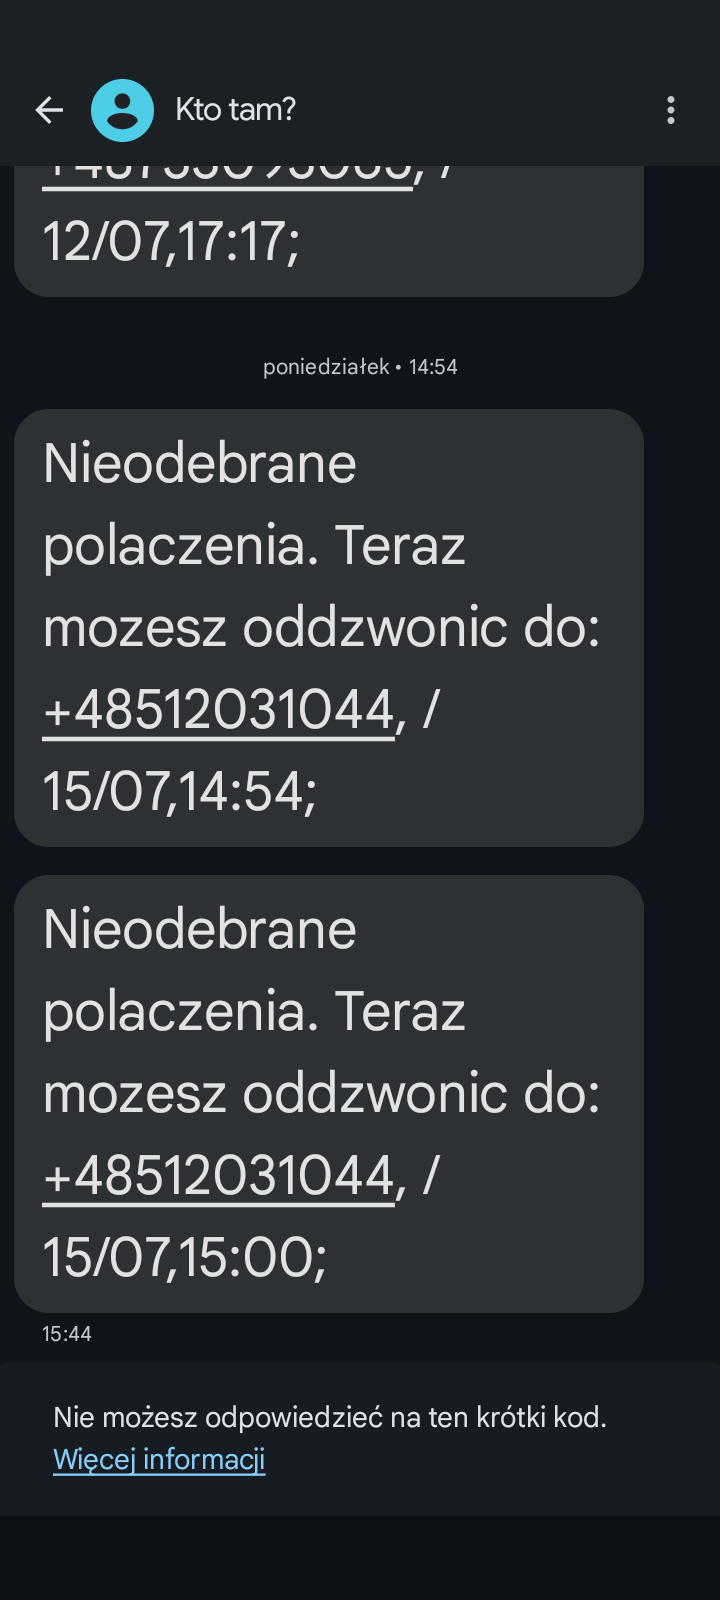 Kto tam?
12/07,17:17;
poniedziałek • 14:54
Nieodebrane
polaczenia. Teraz
mozesz oddzwonic do:
+48512031044, /
15/07,14:54;
Nieodebrane
polaczenia. Teraz
mozesz oddzwonic do:
+48512031044, /
15/07,15:00;
15:44
Nie możesz odpowiedzieć na ten krótki kod.
Więcej informacji